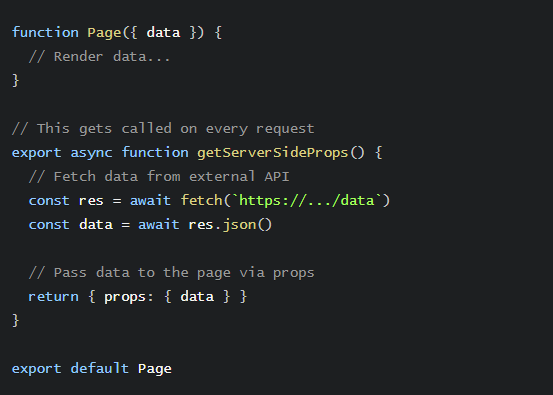 function Page({ data }) {
  // Render data...
}
// This gets called on every request
export async function getServerSideProps() {
  // Fetch data from external API
  const res = await fetch(`https://.../data`)
  const data = await res.json()
  // Pass data to the page via props
  return { props: { data } }
}
export default Page